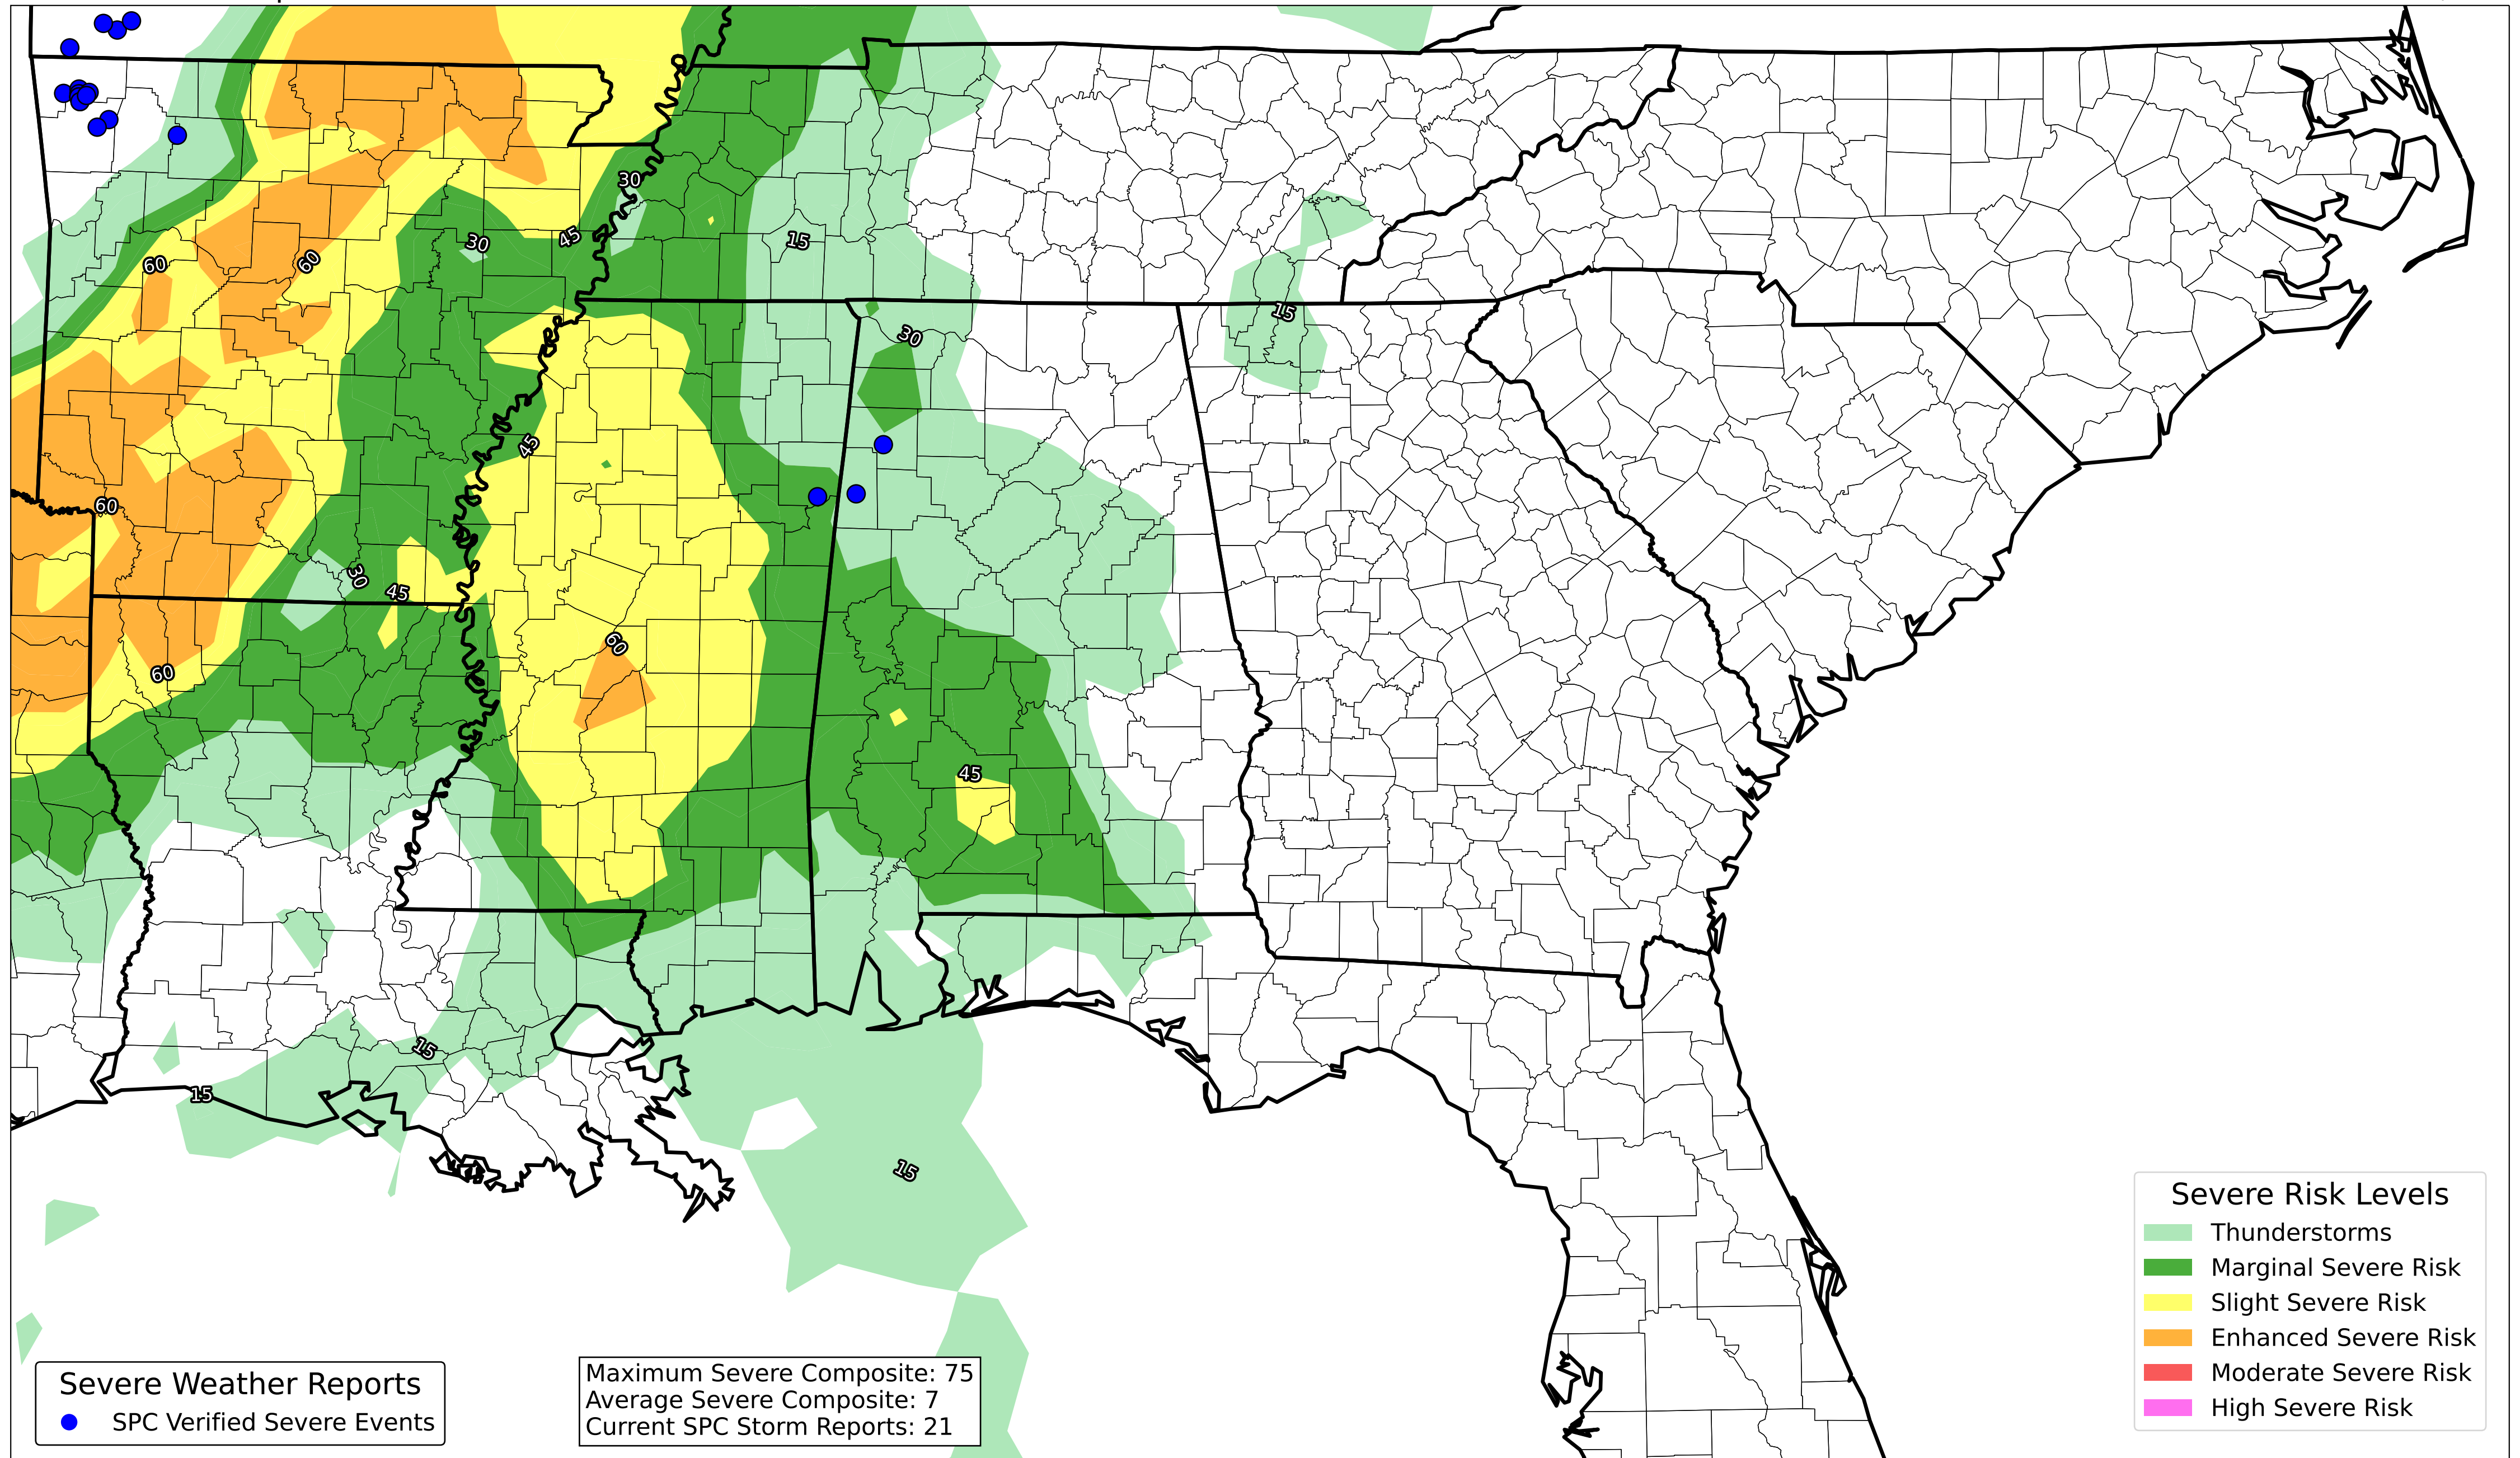 30
45
30
15
60
60
15
30
45
60
30
45
60
60
45
15
15
15
Severe Risk Levels
Thunderstorms
Marginal Severe Risk
Slight Severe Risk
Enhanced Severe Risk
Moderate Severe Risk
High Severe Risk
Severe Weather Reports
SPC Verified Severe Events
Maximum Severe Composite: 75
Average Severe Composite: 7
Current SPC Storm Reports: 21